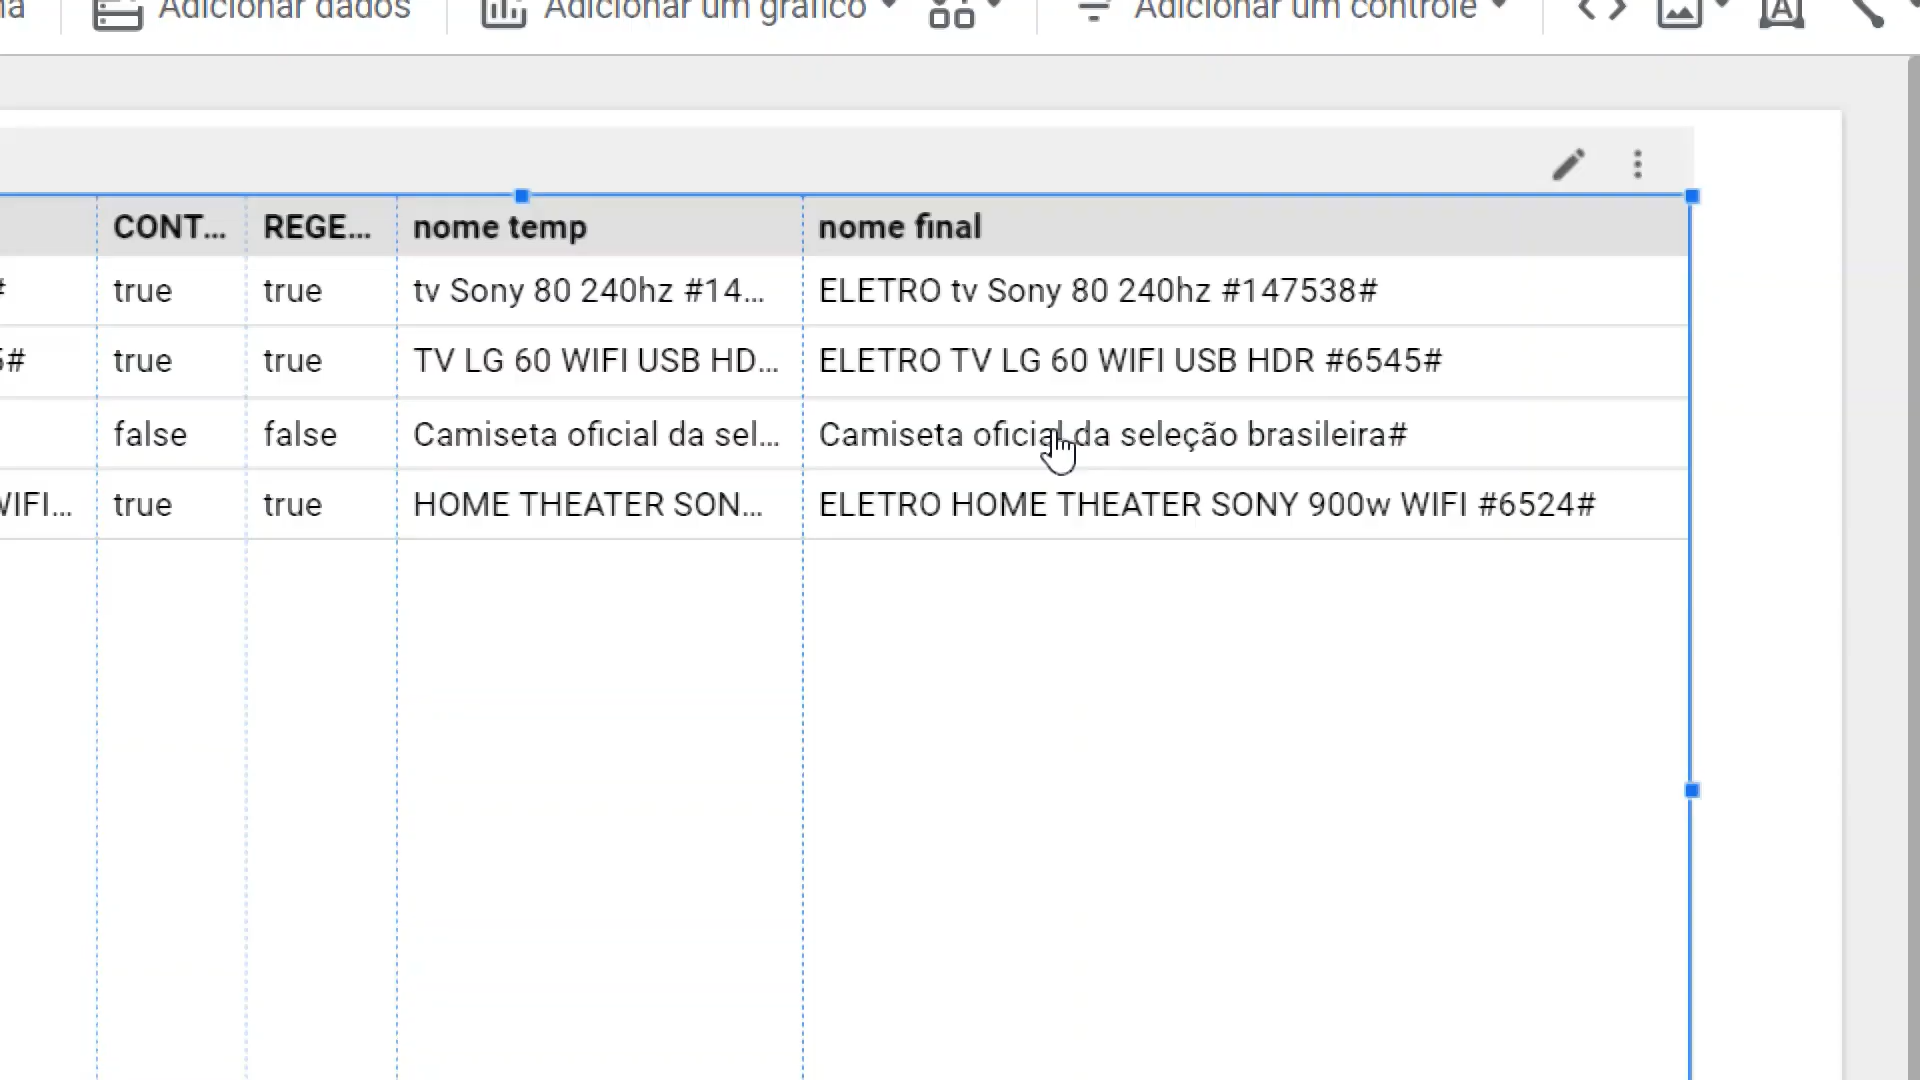 na Adicionar dados Adicionar um gráfico Adicionar um controle
CONT... REGE... nome temp nome final
# true true tv Sony 80 240hz #14... ELETRO tv Sony 80 240hz #147538#
5# true true TV LG 60 WIFI USB HD... ELETRO TV LG 60 WIFI USB HDR #6545#
false false Camiseta oficial da sel... Camiseta oficial da seleção brasileira#
WIFI... true true HOME THEATER SON... ELETRO HOME THEATER SONY 900w WIFI #6524#